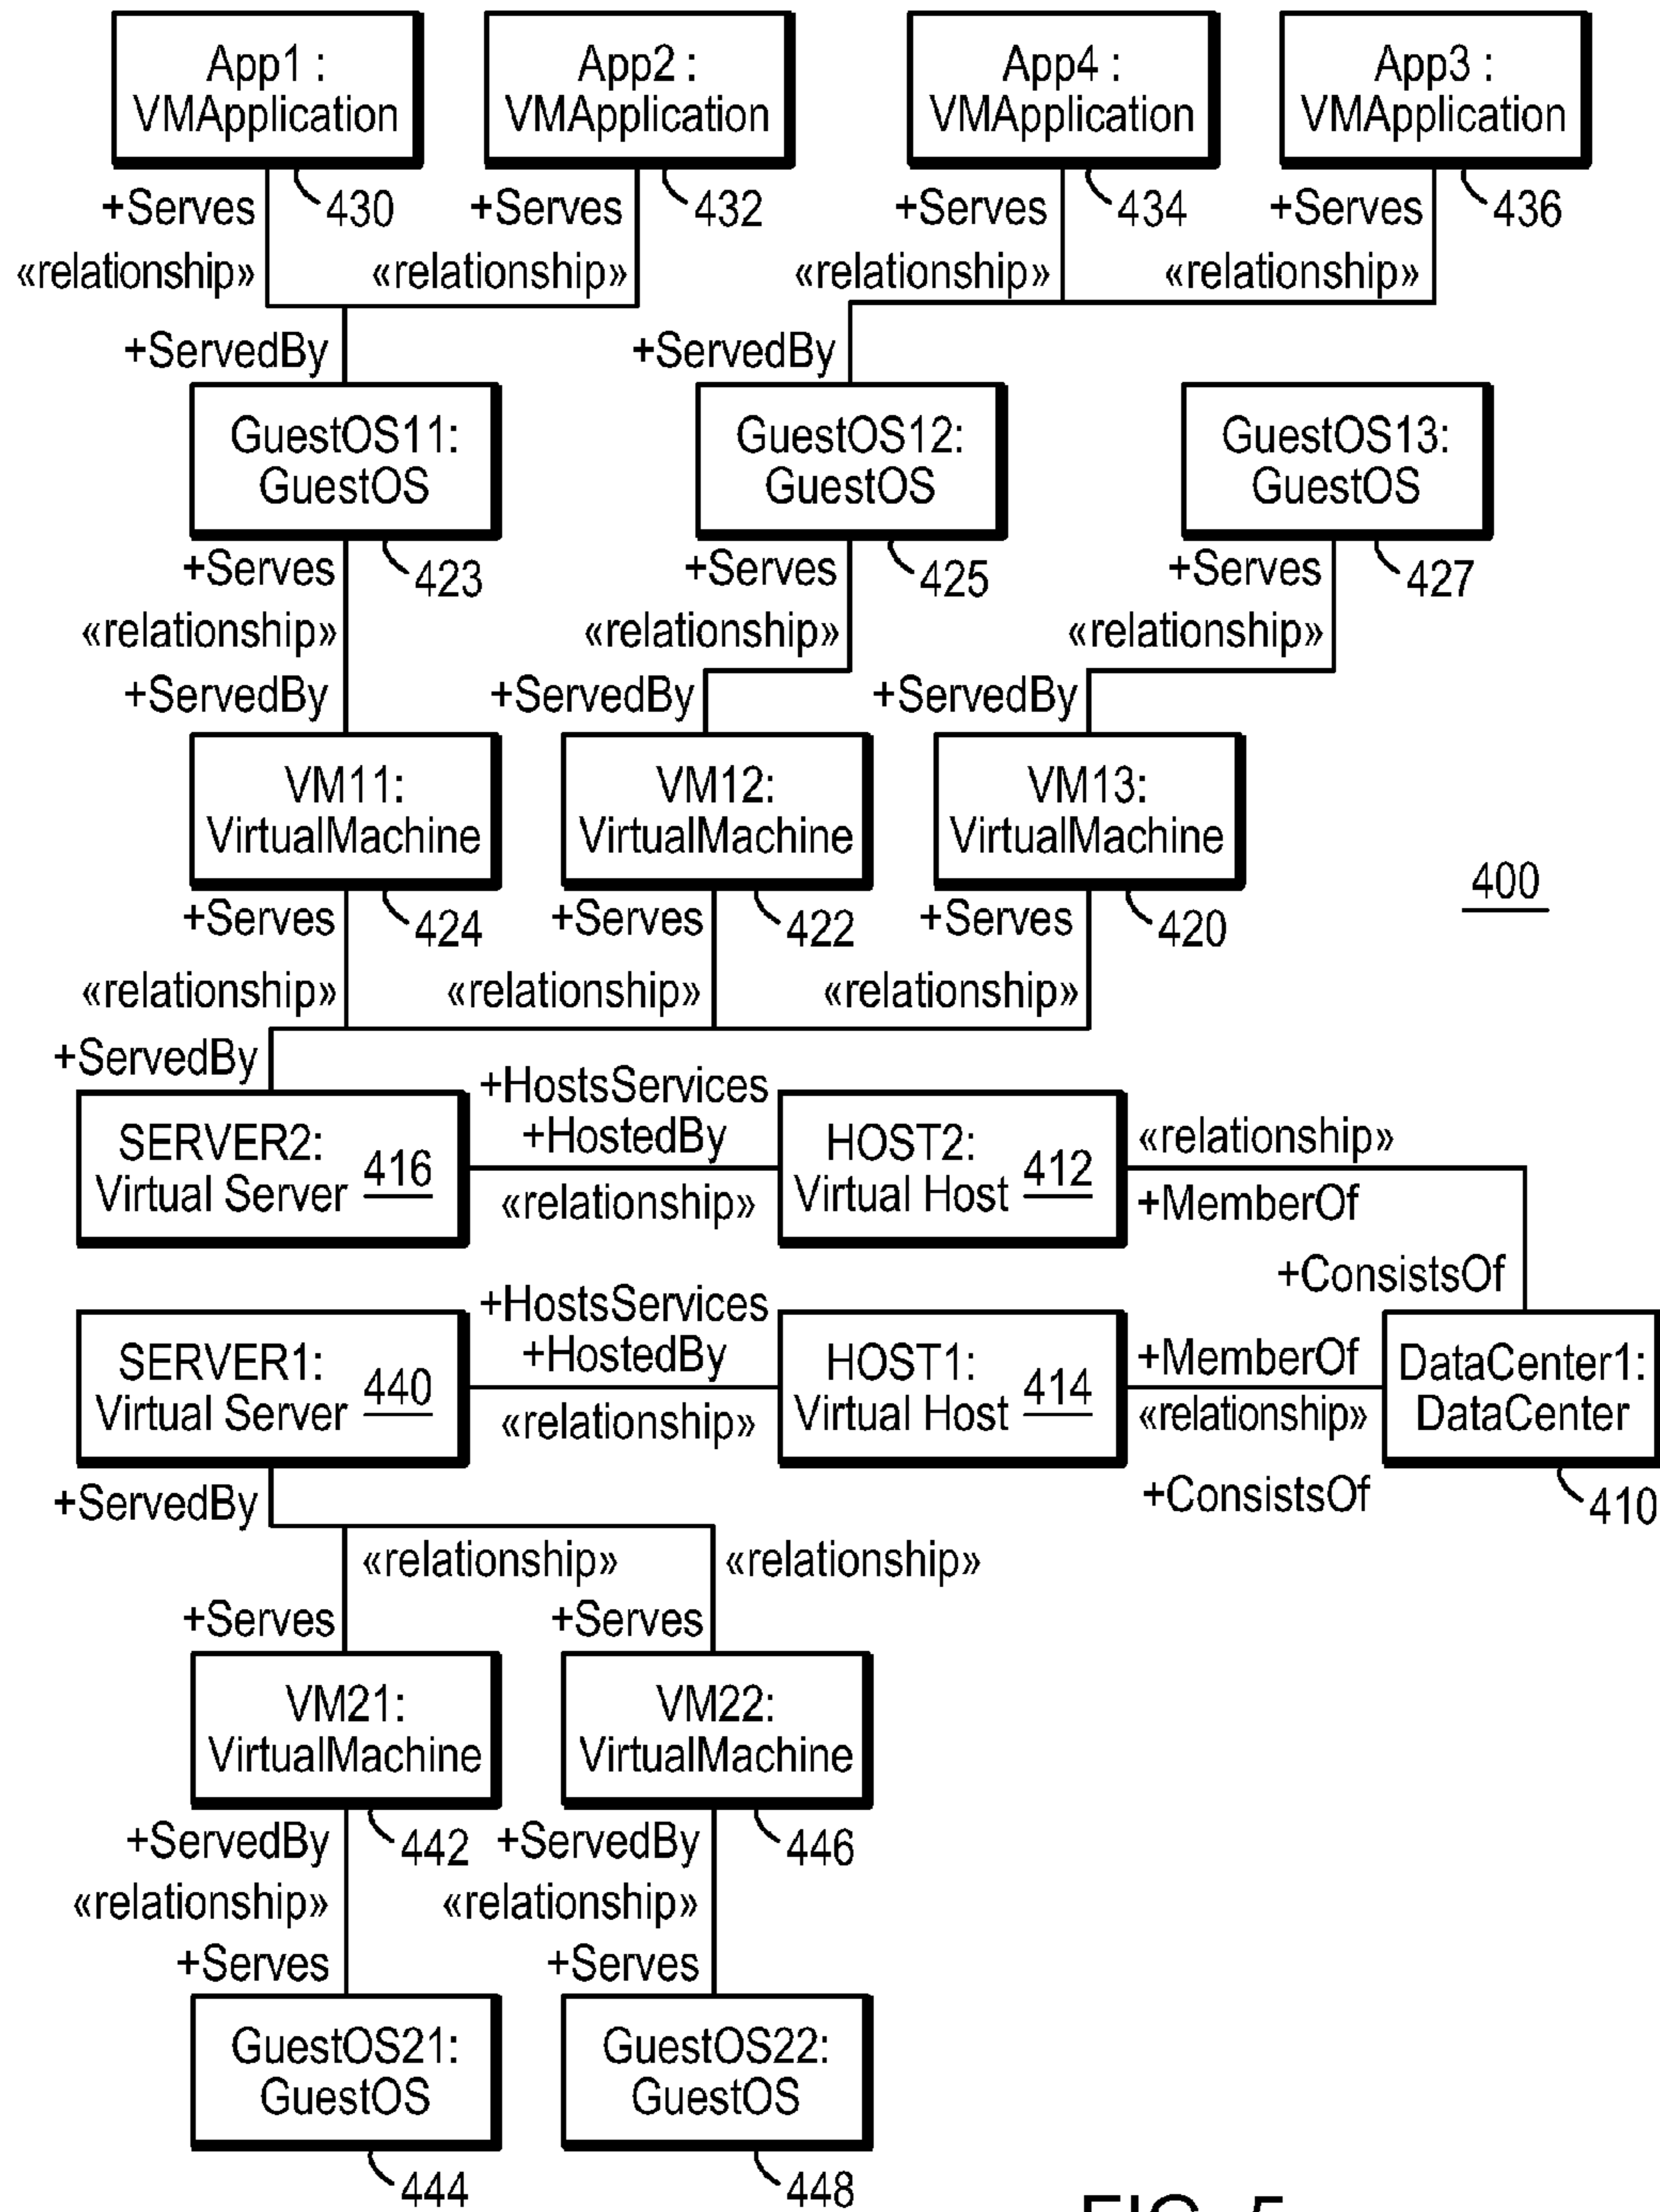 App1 :
VMApplication
App2 :
VMApplication
App4 :
VMApplication
App3 :
VMApplication
+Serves
430
+Serves
432
+Serves
434
+Serves
436
«relationship»
«relationship»
«relationship»
«relationship»
+ServedBy
+ServedBy
GuestOS11:
GuestOS
GuestOS12:
GuestOS
GuestOS13:
GuestOS
+Serves
423
+Serves
425
+Serves
427
«relationship»
«relationship»
«relationship»
+ServedBy
+ServedBy
+ServedBy
VM11:
VirtualMachine
VM12:
VirtualMachine
VM13:
VirtualMachine
400
+Serves
424
+Serves
422
+Serves
420
«relationship»
«relationship»
«relationship»
+ServedBy
SERVER2:
Virtual Server 416
+HostsServices
+HostedBy
«relationship»
HOST2:
Virtual Host 412
«relationship»
+MemberOf
+ConsistsOf
SERVER1:
Virtual Server 440
+HostsServices
+HostedBy
«relationship»
HOST1:
Virtual Host 414
+MemberOf
«relationship»
+ConsistsOf
DataCenter1:
DataCenter
410
+ServedBy
«relationship»
«relationship»
+Serves
+Serves
VM21:
VirtualMachine
VM22:
VirtualMachine
+ServedBy
442
+ServedBy
446
«relationship»
«relationship»
+Serves
+Serves
GuestOS21:
GuestOS
GuestOS22:
GuestOS
444
448
FIG. 5